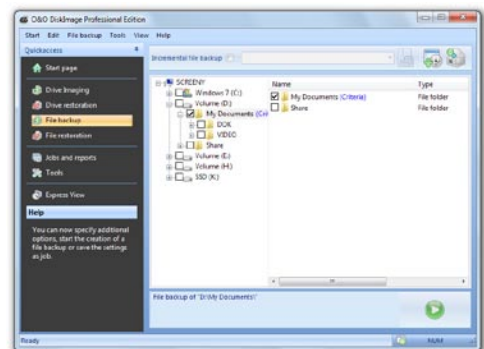 O&O DiskImage Professional Edition
Start Edit File backup Tools View Help
Quickaccess
Incremental file backup
Start page
Drive Imaging
Drive restoration
File backup
File restoration
Jobs and reports
Tools
Express View
Help
You can now specify additional
options, start the creation of a
file backup or save the settings
as job.
SCREENY
Windows 7 (C:)
Volume (D:)
My Documents (Crit
DOK
VIDEO
Share
Volume (E:)
Volume (H:)
SSD (K:)
Name Type
My Documents (Criteria) File folder
Share File folder
File backup of "D:\My Documents\"
Ready NUM